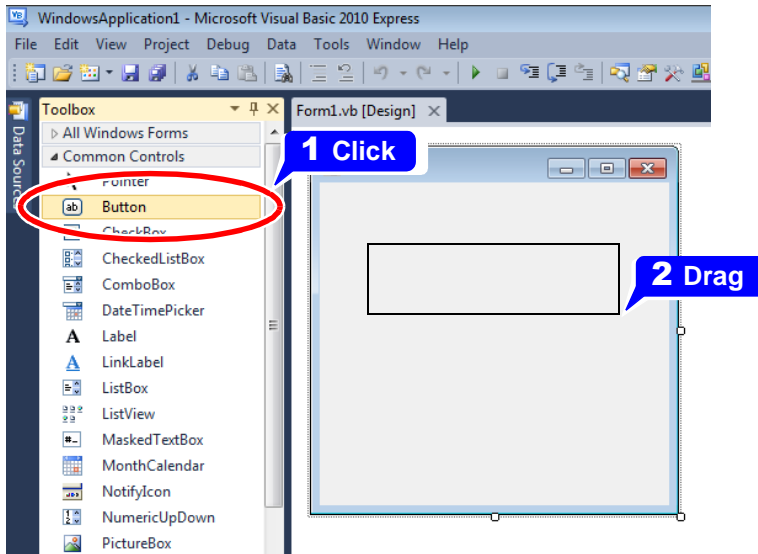 WindowsApplication1 - Microsoft Visual Basic 2010 Express
File Edit View Project Debug Data Tools Window Help
Toolbox
Form1.vb [Design]
Data Sources
All Windows Forms
Common Controls
1 Click
Pointer
Button
CheckBox
CheckedListBox
ComboBox
2 Drag
DateTimePicker
Label
LinkLabel
ListBox
ListView
MaskedTextBox
MonthCalendar
NotifyIcon
NumericUpDown
PictureBox